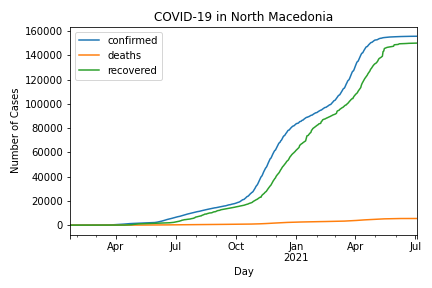 COVID-19 in North Macedonia
160000
140000
120000
100000
80000
60000
40000
20000
0
Number of Cases
confirmed
deaths
recovered
Apr Jul Oct Jan Apr Jul
2021
Day